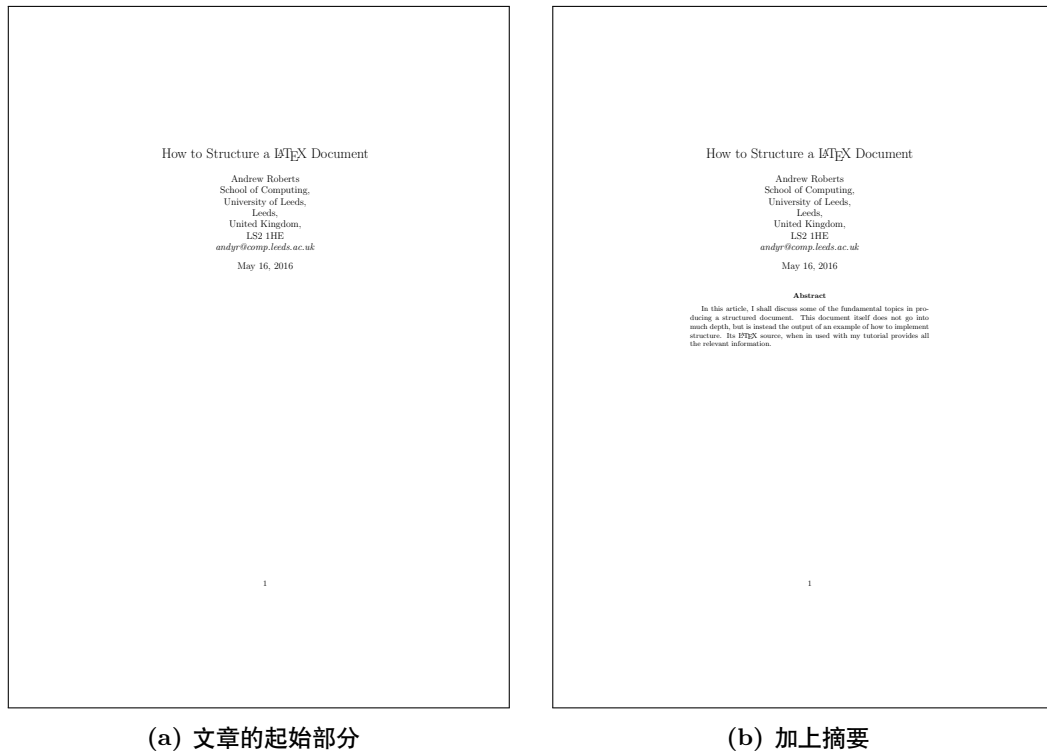 How to Structure a LATEX Document
Andrew Roberts
School of Computing,
University of Leeds,
Leeds,
United Kingdom,
LS2 1HE
andyr@comp.leeds.ac.uk
May 16, 2016
1
(a) 文章的起始部分
How to Structure a LATEX Document
Andrew Roberts
School of Computing,
University of Leeds,
Leeds,
United Kingdom,
LS2 1HE
andyr@comp.leeds.ac.uk
May 16, 2016
Abstract
In this article, I shall discuss some of the fundamental topics in pro-
ducing a structured document. This document itself does not go into
much depth, but is instead the output of an example of how to implement
structure. Its LATEX source, when in used with my tutorial provides all
the relevant information.
1
(b) 加上摘要